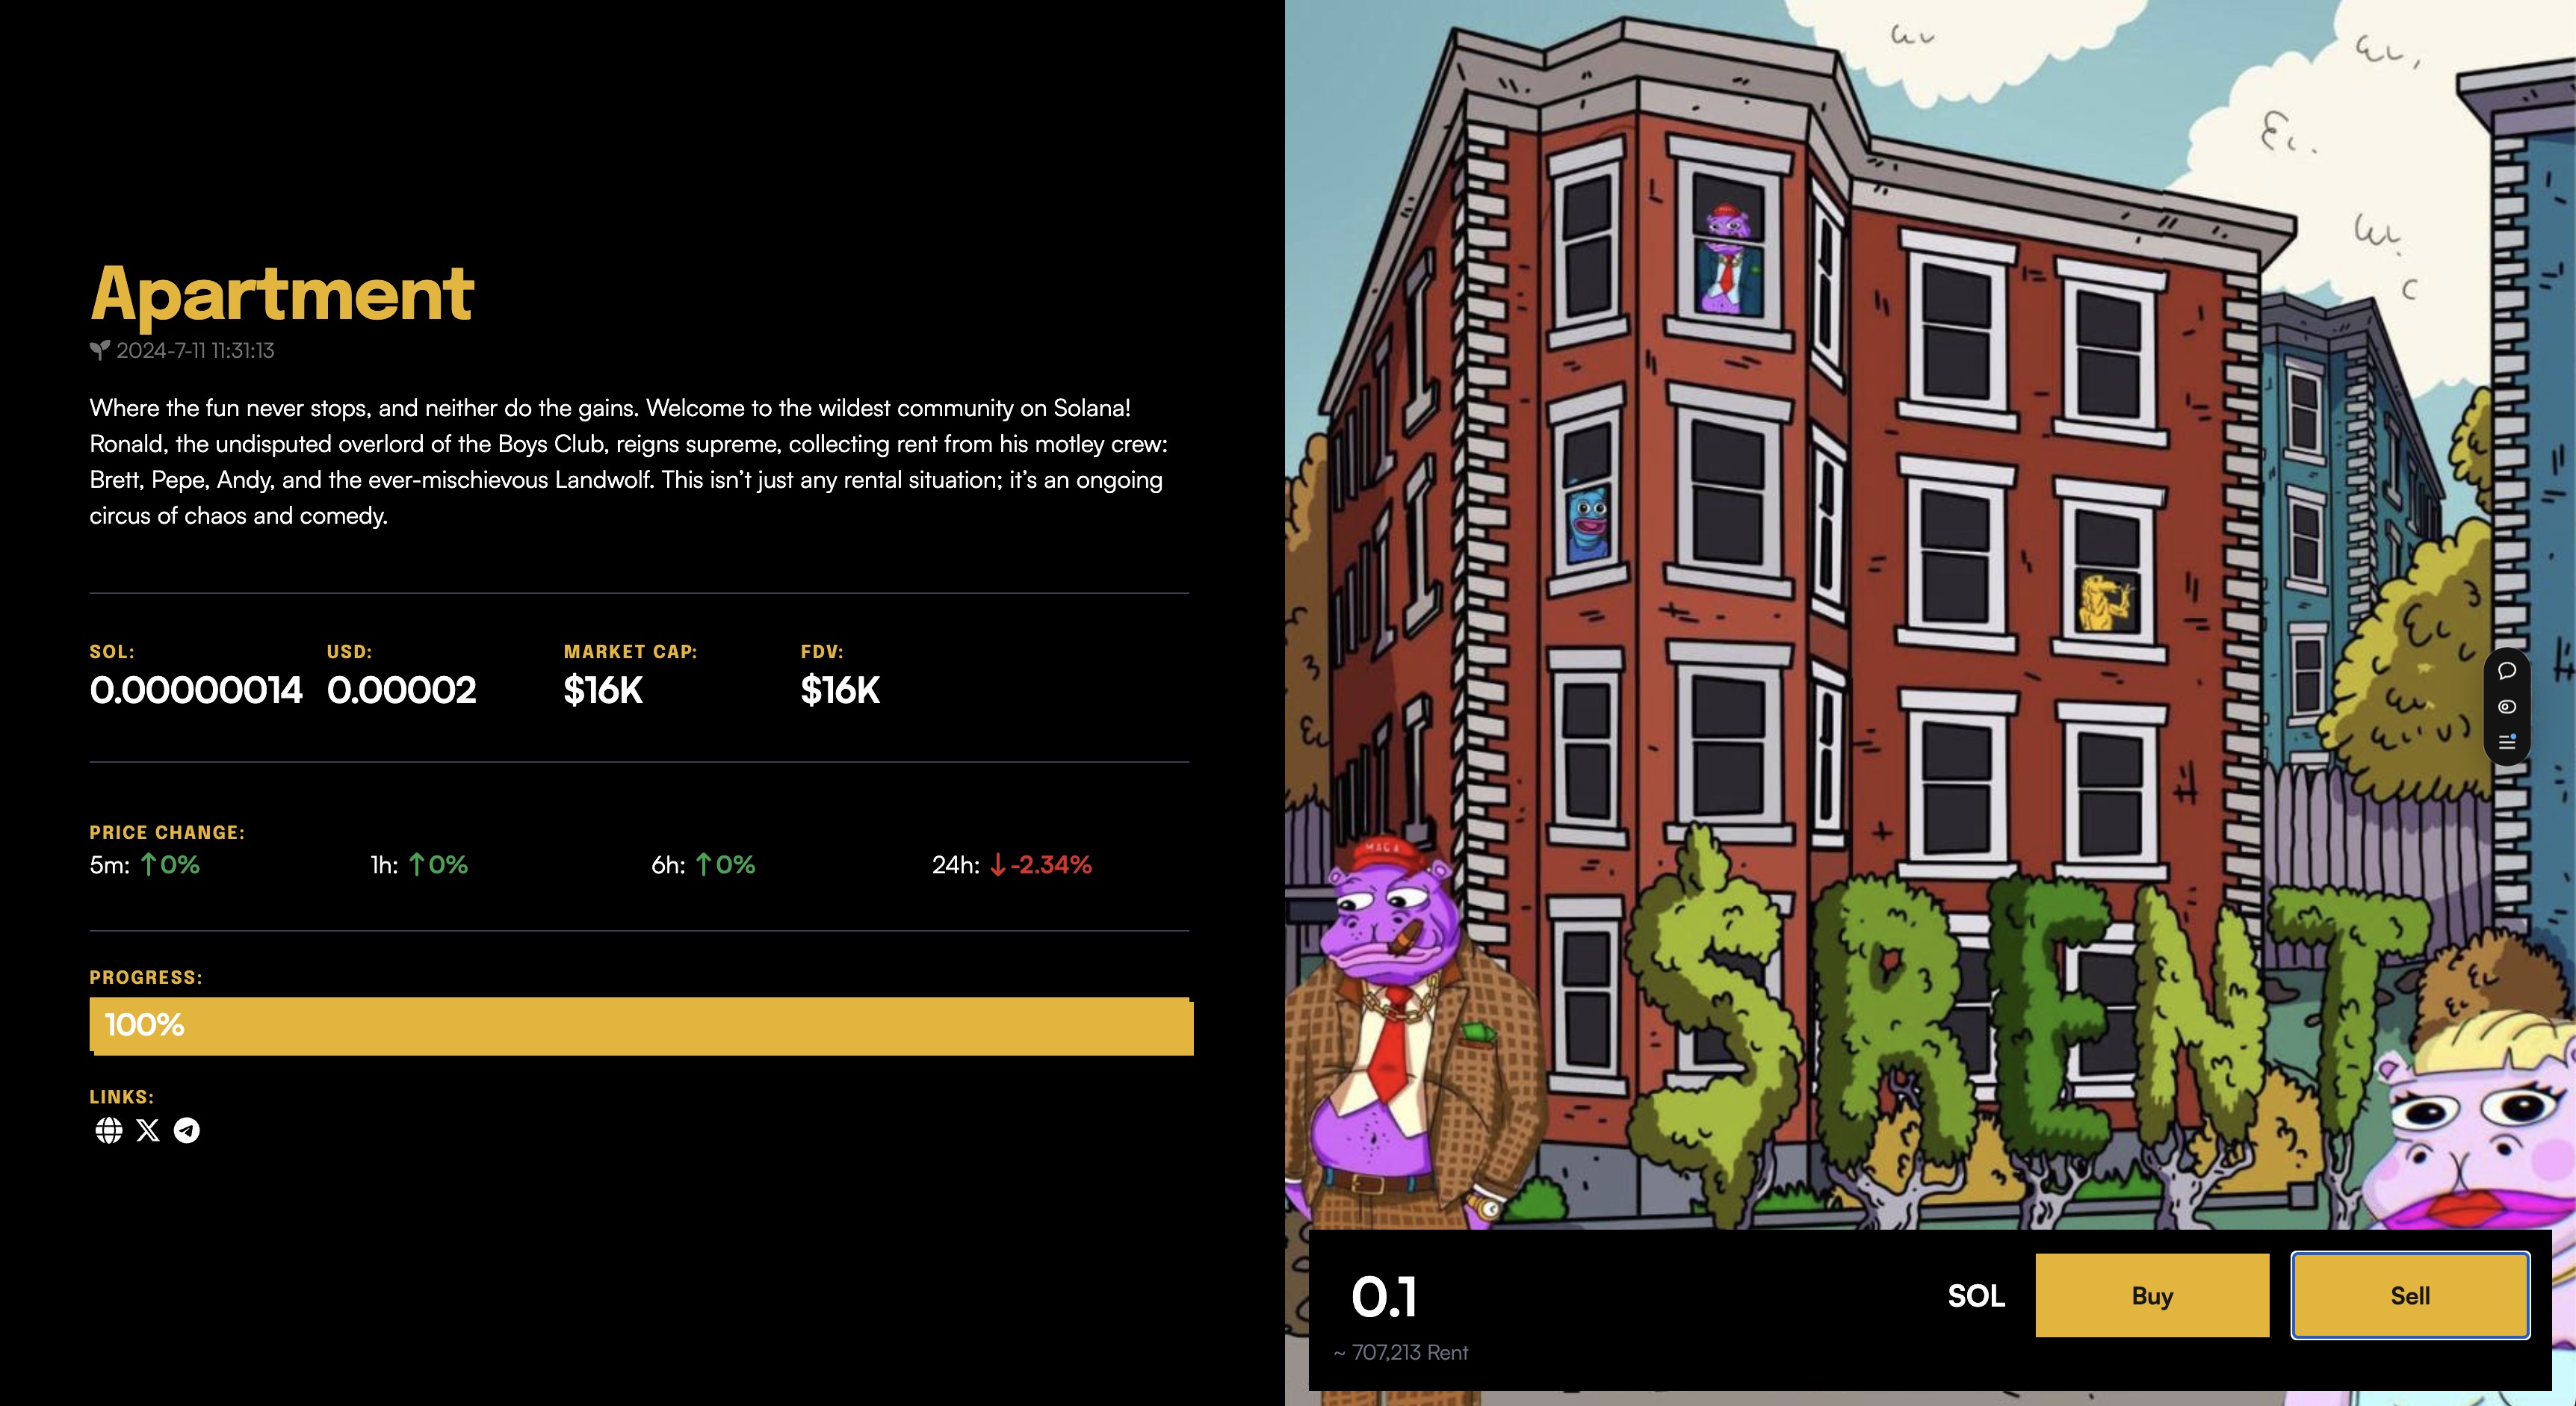 Apartment
2024-7-11 11:31:13
Where the fun never stops, and neither do the gains. Welcome to the wildest community on Solana!
Ronald, the undisputed overlord of the Boys Club, reigns supreme, collecting rent from his motley crew:
Brett, Pepe, Andy, and the ever-mischievous Landwolf. This isn’t just any rental situation; it’s an ongoing
circus of chaos and comedy.
SOL: USD: MARKET CAP: FDV:
0.00000014 0.00002 $16K $16K
PRICE CHANGE:
5m: ↑0% 1h: ↑0% 6h: ↑0% 24h: ↓-2.34%
PROGRESS:
100%
LINKS:
MAGA
$RENT
0.1 SOL Buy Sell
~ 707,213 Rent